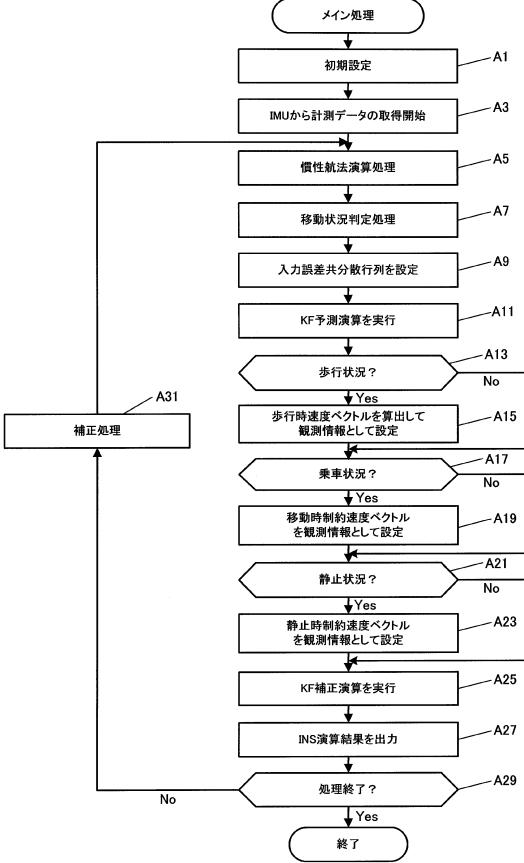 メイン処理
初期設定
A1
IMUから計測データの取得開始
A3
慣性航法演算処理
A5
移動状況判定処理
A7
入力誤差共分散行列を設定
A9
KF予測演算を実行
A11
歩行状況？
A13
No
Yes
歩行時速度ベクトルを算出して
観測情報として設定
A15
乗車状況？
A17
No
Yes
移動時制約速度ベクトル
を観測情報として設定
A19
静止状況？
A21
No
Yes
静止時制約速度ベクトル
を観測情報として設定
A23
KF補正演算を実行
A25
INS演算結果を出力
A27
処理終了？
A29
No
Yes
終了
補正処理
A31